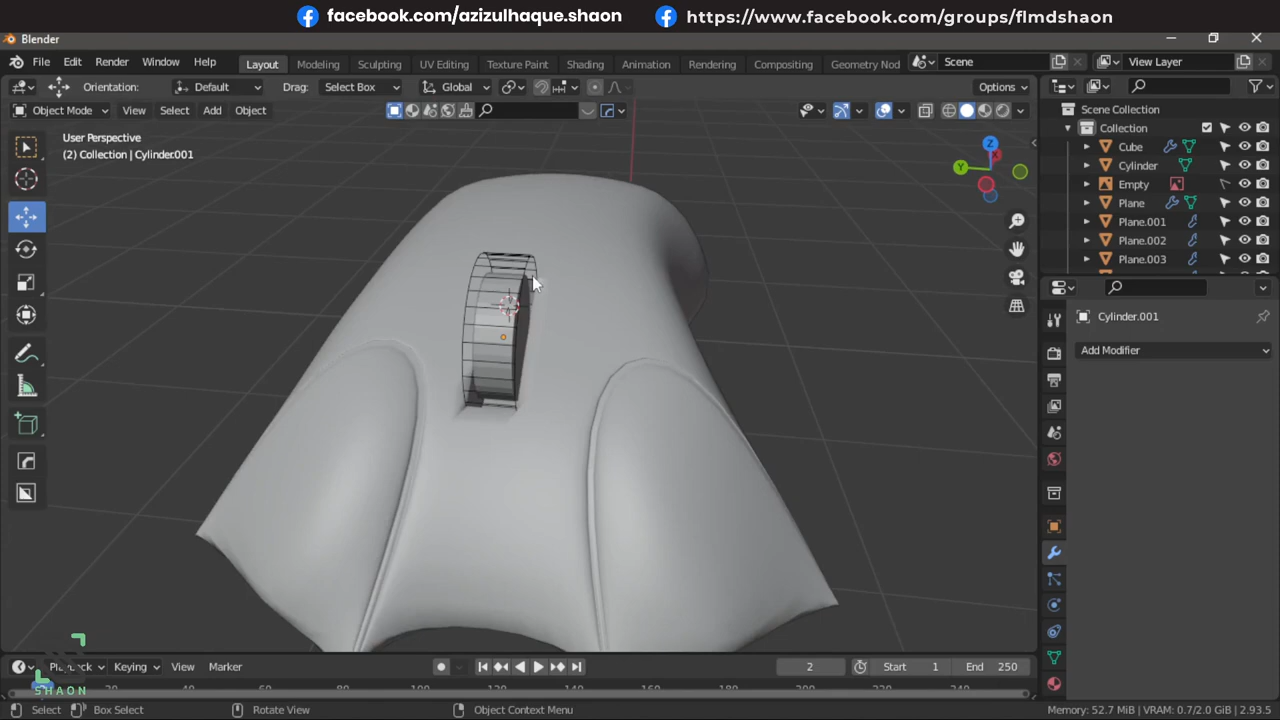 facebook.com/azizulhaque.shaon https://www.facebook.com/groups/flmdshaon
Blender
File Edit Render Window Help Layout Modeling Sculpting UV Editing Texture Paint Shading Animation Rendering Compositing Geometry Nod Scene View Layer
Orientation: Default Drag: Select Box Global Options
Object Mode View Select Add Object
User Perspective
(2) Collection | Cylinder.001
Z
Y
X
Scene Collection
Collection
Cube
Cylinder
Empty
Plane
Plane.001
Plane.002
Plane.003
Cylinder.001
Add Modifier
Playback Keying View Marker 2 Start 1 End 250
SHAON
Select Box Select Rotate View Object Context Menu Memory: 52.7 MiB | VRAM: 0.7/2.0 GiB | 2.93.5